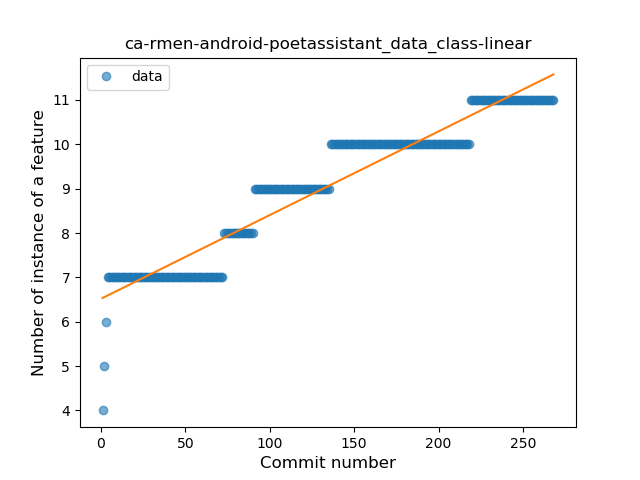 ca-rmen-android-poetassistant_data_class-linear
data
Number of instance of a feature
11
10
9
8
7
6
5
4
0 50 100 150 200 250
Commit number